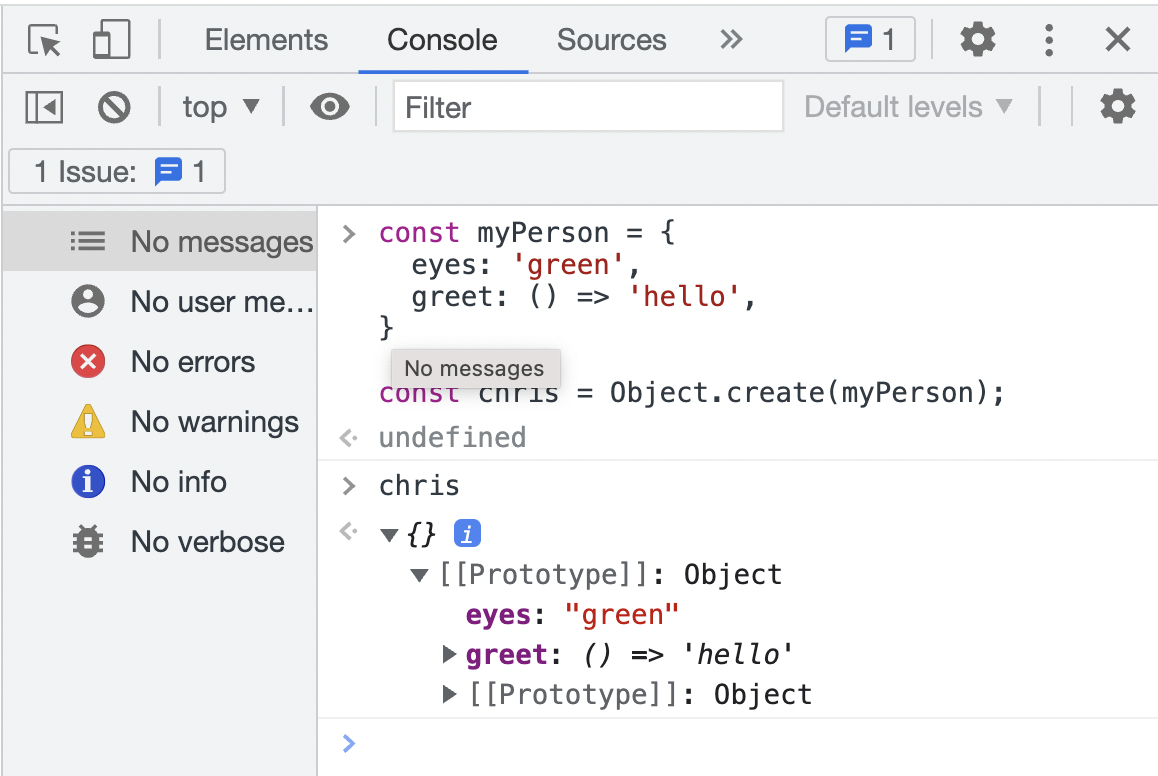 Elements Console Sources 1
top Filter Default levels
1 Issue: 1
No messages
No user me...
No errors
No warnings
No info
No verbose
> const myPerson = {
eyes: 'green',
greet: () => 'hello',
}
No messages
const chris = Object.create(myPerson);
undefined
> chris
{} i
[[Prototype]]: Object
eyes: "green"
greet: () => 'hello'
[[Prototype]]: Object
>